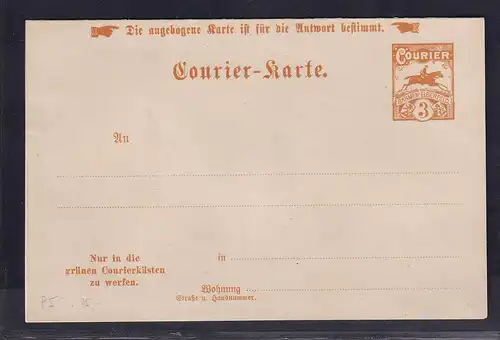 Die angebogene Karte ist für die Antwort bestimmt.
Courier-Karte.
COURIER
3
An
Nur in die
grünen Courierkästen
zu werfen.
in
Wohnung
Straße u. Hausnummer.